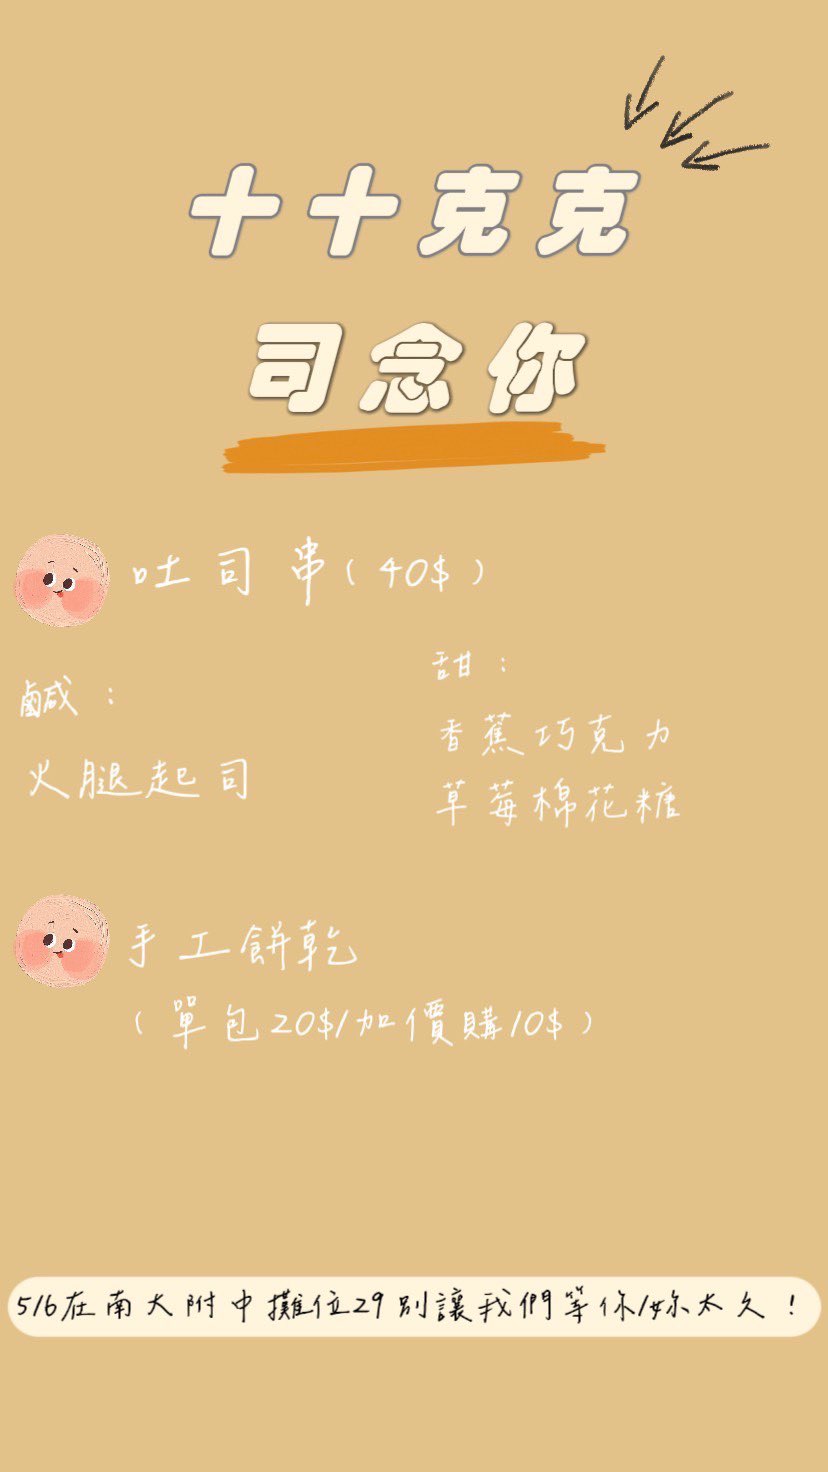 十十克克
司念你
吐司串(40$)
鹹：
火腿起司
甜：
香蕉巧克力
草莓棉花糖
手工餅乾
(單包20$/加價購10$)
5/6在南大附中攤位29別讓我們等你/妳太久!